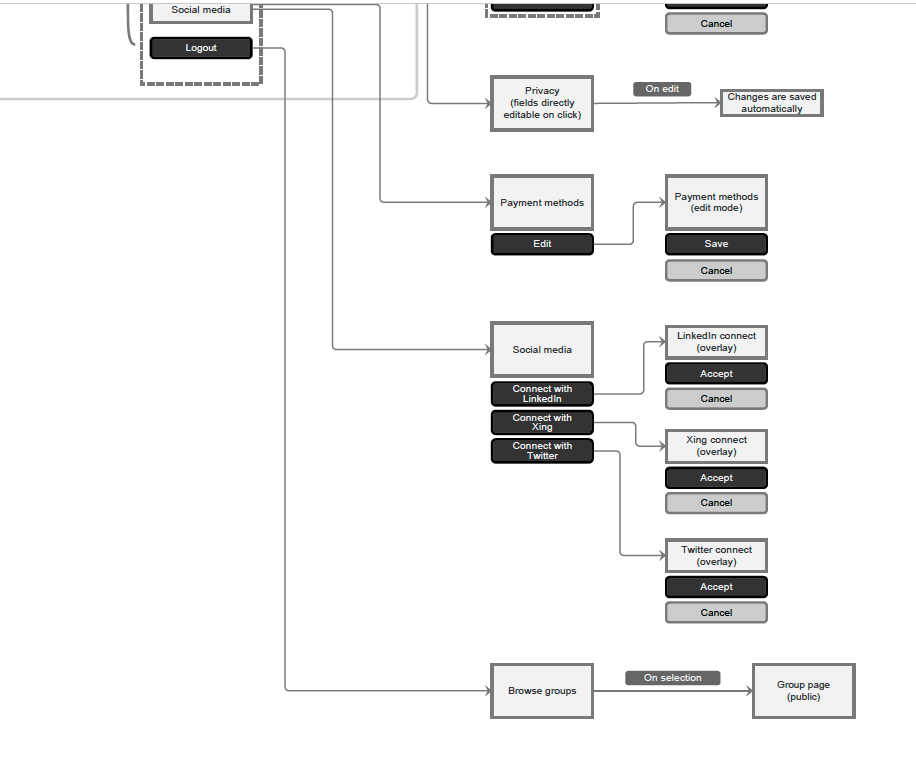 Social media
Cancel
Logout
Privacy
(fields directly
editable on click)
On edit
Changes are saved
automatically
Payment methods
Edit
Payment methods
(edit mode)
Save
Cancel
Social media
Connect with
LinkedIn
Connect with
Xing
Connect with
Twitter
LinkedIn connect
(overlay)
Accept
Cancel
Xing connect
(overlay)
Accept
Cancel
Twitter connect
(overlay)
Accept
Cancel
Browse groups
On selection
Group page
(public)